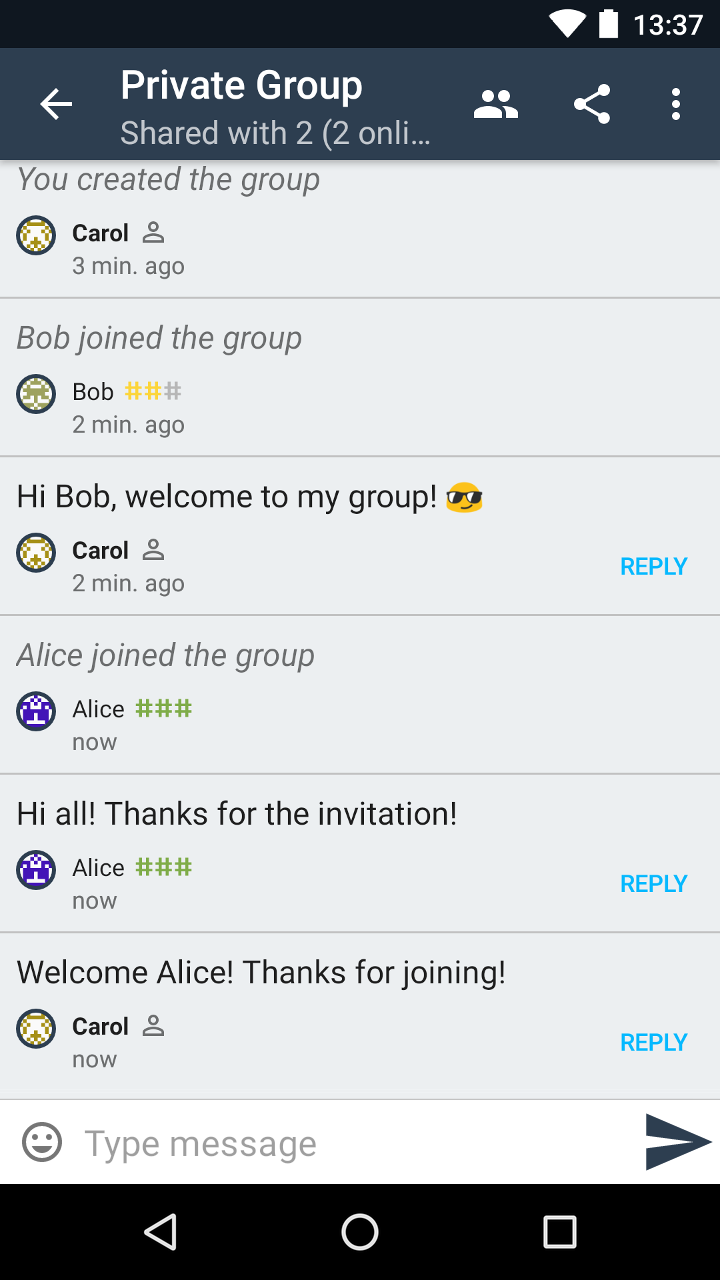 13:37
Private Group
Shared with 2 (2 onli...
You created the group
Carol
3 min. ago
Bob joined the group
Bob ###
2 min. ago
Hi Bob, welcome to my group! 😎
Carol
2 min. ago
REPLY
Alice joined the group
Alice ###
now
Hi all! Thanks for the invitation!
Alice ###
now
REPLY
Welcome Alice! Thanks for joining!
Carol
now
REPLY
Type message